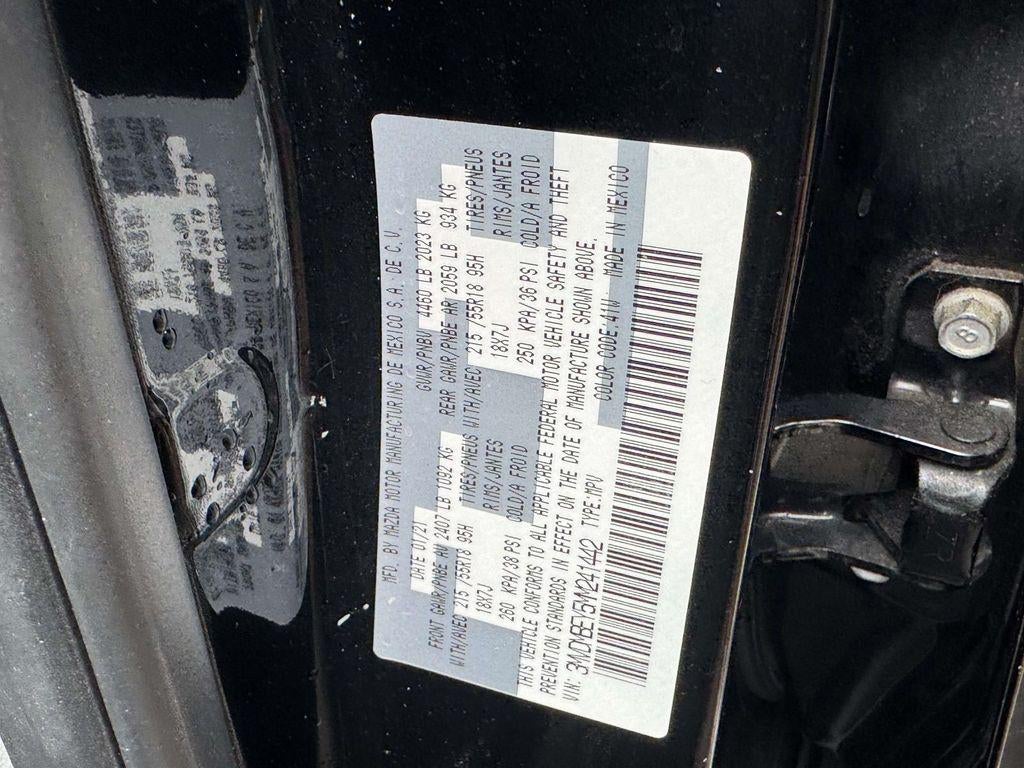 MFD. BY MAZDA MOTOR MANUFACTURING DE MEXICO S.A. DE C.V.
DATE 01/21 GVWR/PNBV 4460 LB 2023 KG
FRONT GAWR/PNBE AV 2407 LB 1092 KG REAR GAWR/PNBE AR 2059 LB 934 KG
WITH/AVEC 215/55R18 95H TIRES/PNEUS WITH/AVEC 215/55R18 95H TIRES/PNEUS
18X7J RIMS/JANTES 18X7J RIMS/JANTES
260 KPA/38 PSI COLD/A FROID 250 KPA/36 PSI COLD/A FROID
THIS VEHICLE CONFORMS TO ALL APPLICABLE FEDERAL MOTOR VEHICLE SAFETY AND THEFT
PREVENTION STANDARDS IN EFFECT ON THE DATE OF MANUFACTURE SHOWN ABOVE.
VIN: 3MVDMBE75MM241442 TYPE:MPV COLOR CODE:41W MADE IN MEXICO
8
7R